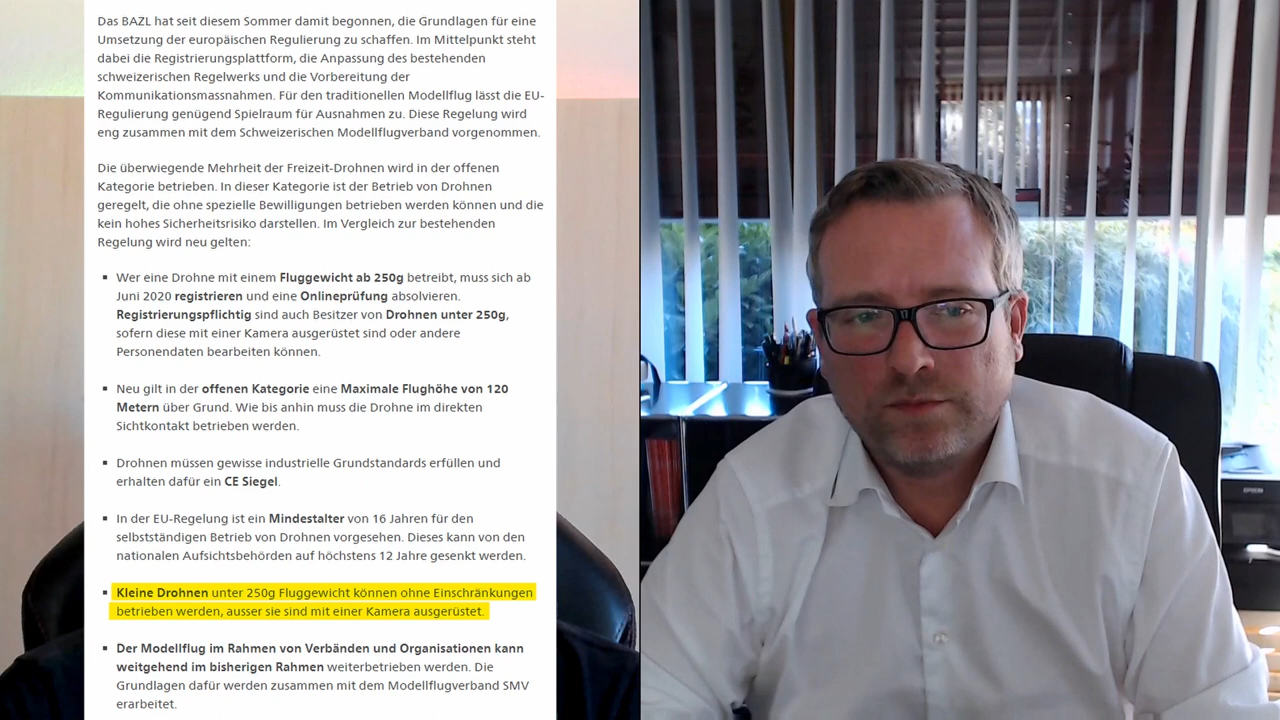 Das BAZL hat seit diesem Sommer damit begonnen, die Grundlagen für eine
Umsetzung der europäischen Regulierung zu schaffen. Im Mittelpunkt steht
dabei die Registrierungsplattform, die Anpassung des bestehenden
schweizerischen Regelwerks und die Vorbereitung der
Kommunikationsmassnahmen. Für den traditionellen Modellflug lässt die EU-
Regulierung genügend Spielraum für Ausnahmen zu. Diese Regelung wird
eng zusammen mit dem Schweizerischen Modellflugverband vorgenommen.
Die überwiegende Mehrheit der Freizeit-Drohnen wird in der offenen
Kategorie betrieben. In dieser Kategorie ist der Betrieb von Drohnen
geregelt, die ohne spezielle Bewilligungen betrieben werden können und die
kein hohes Sicherheitsrisiko darstellen. Im Vergleich zur bestehenden
Regelung wird neu gelten:
▪ Wer eine Drohne mit einem Fluggewicht ab 250g betreibt, muss sich ab
Juni 2020 registrieren und eine Onlineprüfung absolvieren.
Registrierungspflichtig sind auch Besitzer von Drohnen unter 250g,
sofern diese mit einer Kamera ausgerüstet sind oder andere
Personendaten bearbeiten können.
▪ Neu gilt in der offenen Kategorie eine Maximale Flughöhe von 120
Metern über Grund. Wie bis anhin muss die Drohne im direkten
Sichtkontakt betrieben werden.
▪ Drohnen müssen gewisse industrielle Grundstandards erfüllen und
erhalten dafür ein CE Siegel.
▪ In der EU-Regelung ist ein Mindestalter von 16 Jahren für den
selbstständigen Betrieb von Drohnen vorgesehen. Dieses kann von den
nationalen Aufsichtsbehörden auf höchstens 12 Jahre gesenkt werden.
▪ Kleine Drohnen unter 250g Fluggewicht können ohne Einschränkungen
betrieben werden, ausser sie sind mit einer Kamera ausgerüstet.
▪ Der Modellflug im Rahmen von Verbänden und Organisationen kann
weitgehend im bisherigen Rahmen weiterbetrieben werden. Die
Grundlagen dafür werden zusammen mit dem Modellflugverband SMV
erarbeitet.
EPSON